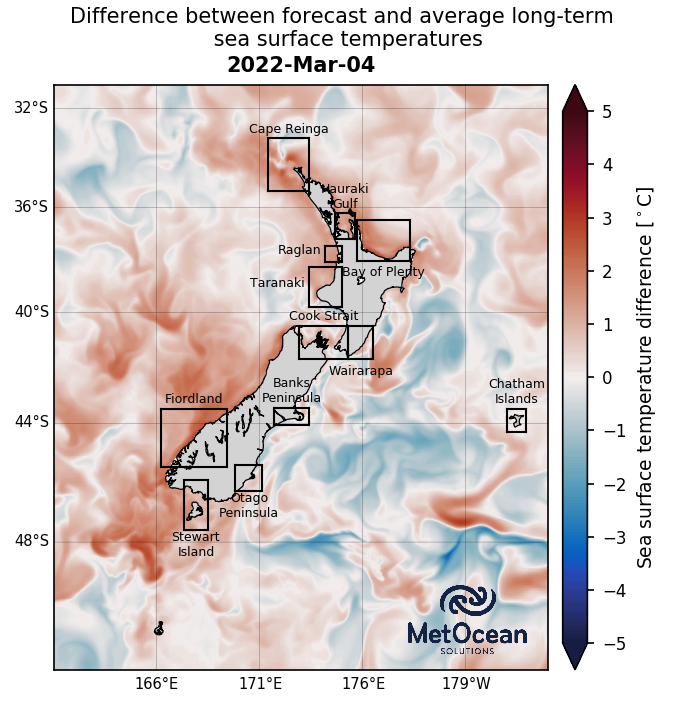 Difference between forecast and average long-term
sea surface temperatures
2022-Mar-04
32°S
36°S
40°S
44°S
48°S
Cape Reinga
Hauraki
Gulf
Raglan
Bay of Plenty
Taranaki
Cook Strait
Wairarapa
Banks
Peninsula
Chatham
Islands
Fiordland
Otago
Peninsula
Stewart
Island
MetOcean
SOLUTIONS
166°E
171°E
176°E
179°W
5
4
3
2
1
0
−1
−2
−3
−4
−5
Sea surface temperature difference [°C]